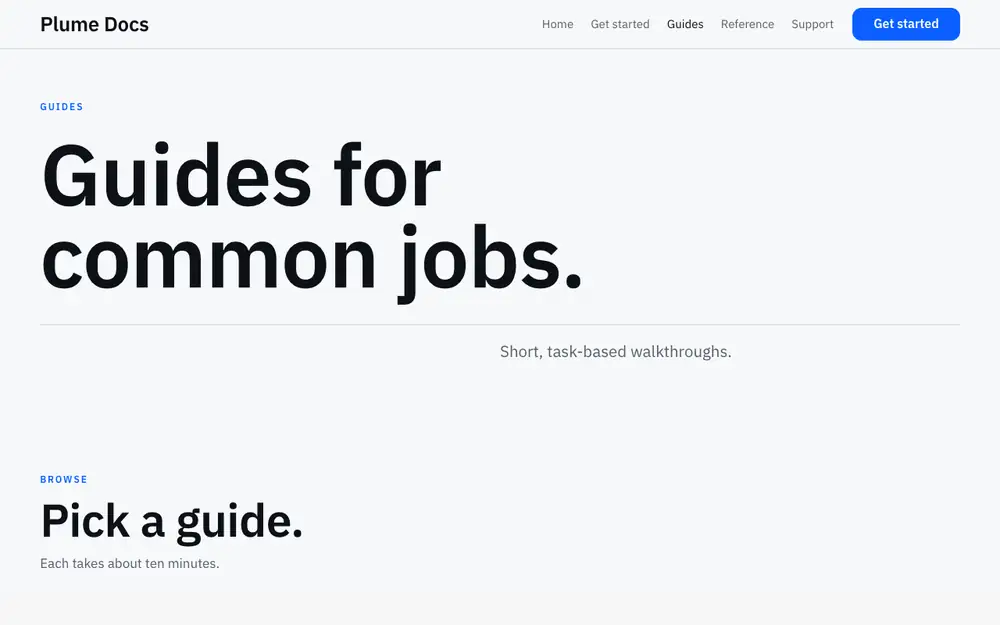 Plume Docs
Home Get started Guides Reference Support Get started
GUIDES
Guides for
common jobs.
Short, task-based walkthroughs.
BROWSE
Pick a guide.
Each takes about ten minutes.